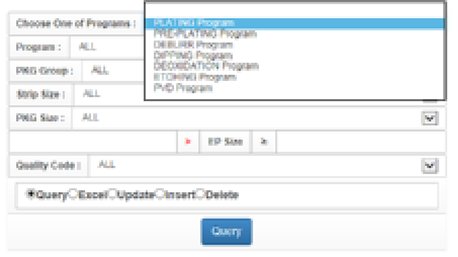 Choose One of Programs :
PLATING Program
PRE-PLATING Program
DEBURR Program
DIPPING Program
DEOXIDATION Program
ETCHING Program
PVD Program
Program : ALL
PKG Group : ALL
Strip Size : ALL
PKG Size : ALL
> EP Size ≥
Quality Code : ALL
Query Excel Update Insert Delete
Query